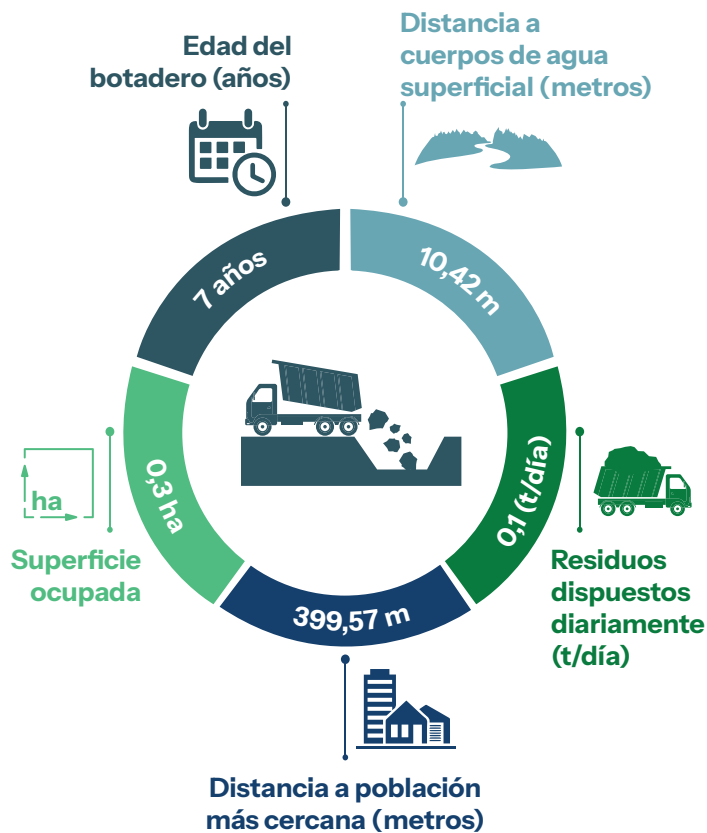 Edad del
botadero (años)
Distancia a
cuerpos de agua
superficial (metros)
7 años
10,42 m
ha
0,3 ha
0,1 (t/día)
Superficie
ocupada
Residuos
dispuestos
diariamente
(t/día)
399,57 m
Distancia a población
más cercana (metros)